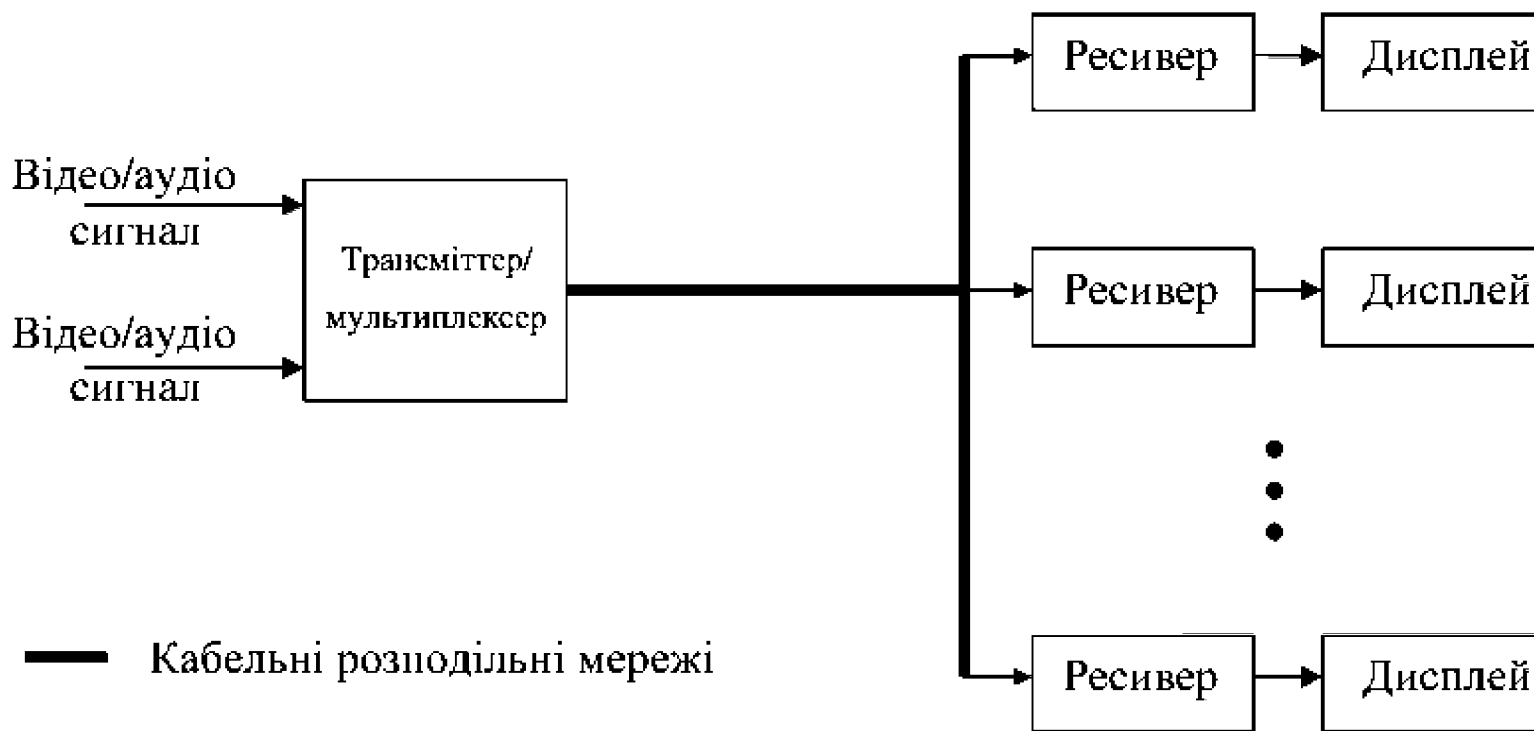 Ресивер
Дисплей
Відео/аудіо
сигнал
Трансміттер/
мультиплексер
Ресивер
Дисплей
Відео/аудіо
сигнал
Кабельні розподільні мережі
Ресивер
Дисплей